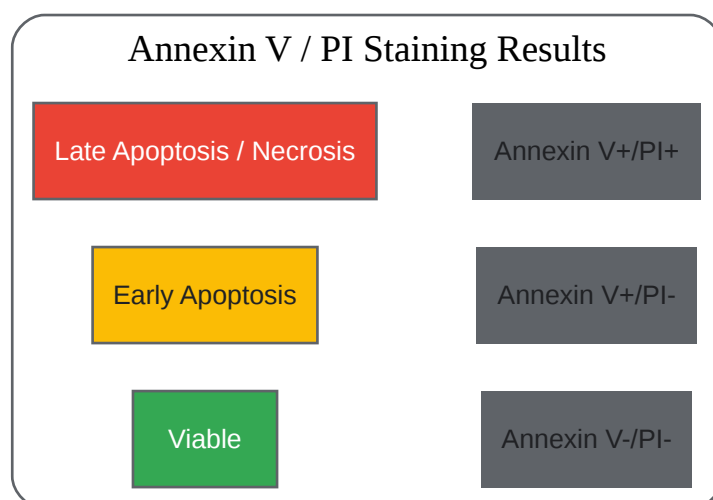 Annexin V / PI Staining Results
Late Apoptosis / Necrosis
Annexin V+/PI+
Early Apoptosis
Annexin V+/PI-
Viable
Annexin V-/PI-